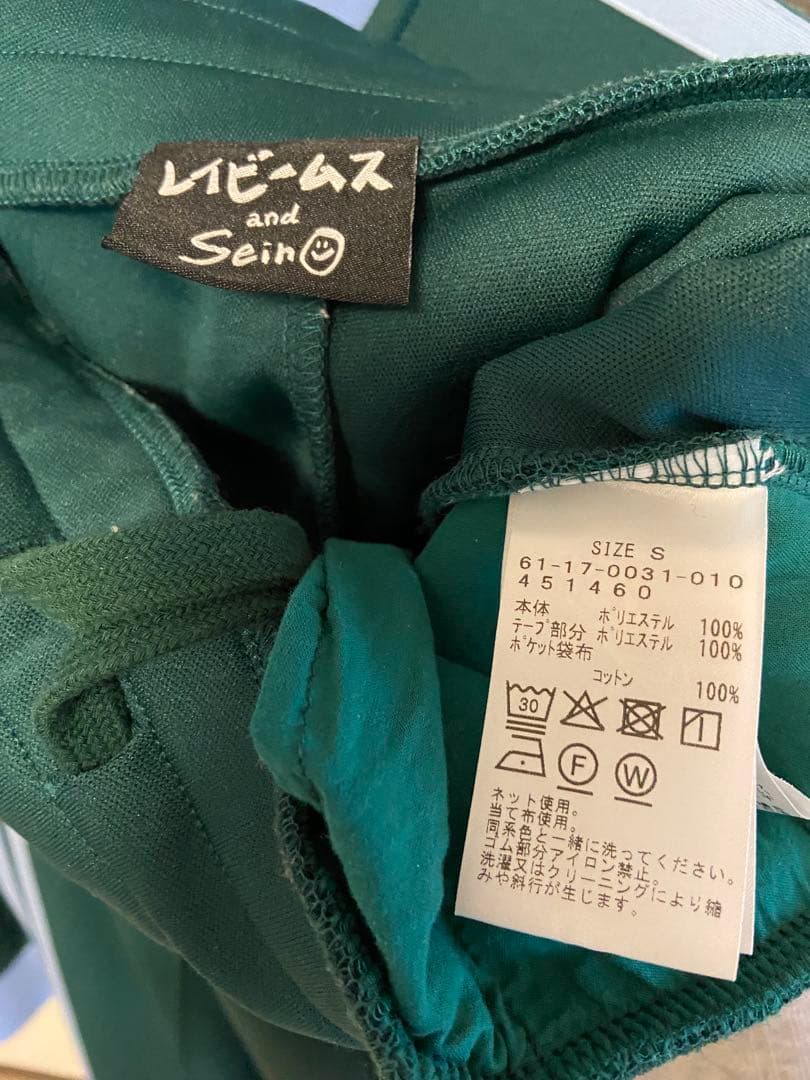 レイビームス
and
Sein
SIZE S
61-17-0031-010
451460
本体 ポリエステル 100%
テープ部分 ポリエステル 100%
ポケット袋布
コットン 100%
30
F
W
ネット使用。
当て布使用。
同系色と一緒に洗ってください。
ゴム部分アイロン禁止。
洗濯又はクリーニングにより縮
みや斜行が生じます。